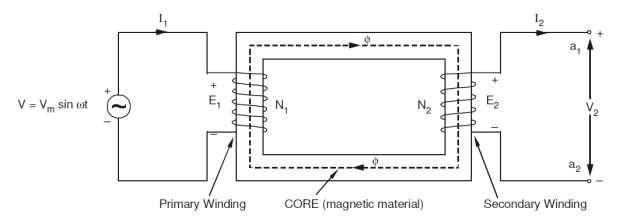 I1
ϕ
I2
+
a1
+
+
+
V = Vm sin ωt
E1
N1
N2
E2
V2
−
−
−
ϕ
a2
−
Primary Winding
CORE (magnetic material)
Secondary Winding